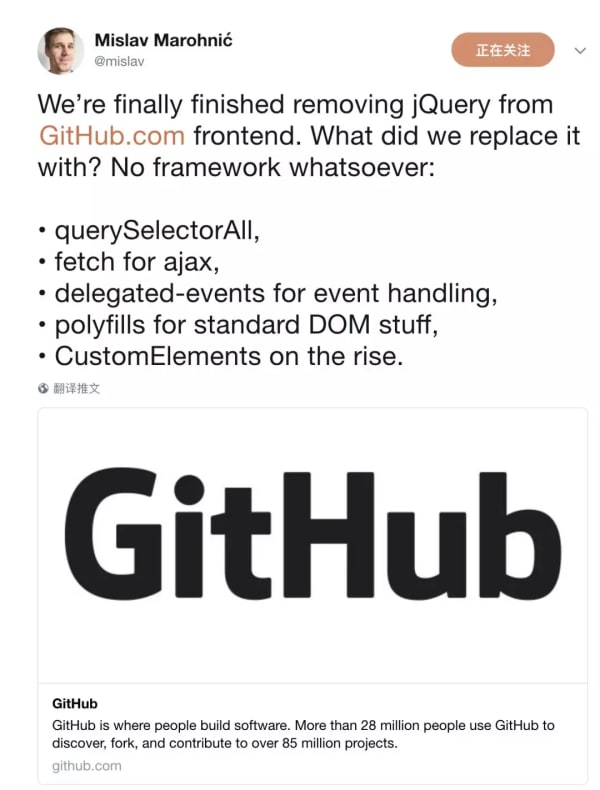 Mislav Marohnić
@mislav
正在关注
We’re finally finished removing jQuery from
GitHub.com frontend. What did we replace it
with? No framework whatsoever:
• querySelectorAll,
• fetch for ajax,
• delegated-events for event handling,
• polyfills for standard DOM stuff,
• CustomElements on the rise.
翻译推文
GitHub
GitHub
GitHub is where people build software. More than 28 million people use GitHub to
discover, fork, and contribute to over 85 million projects.
github.com